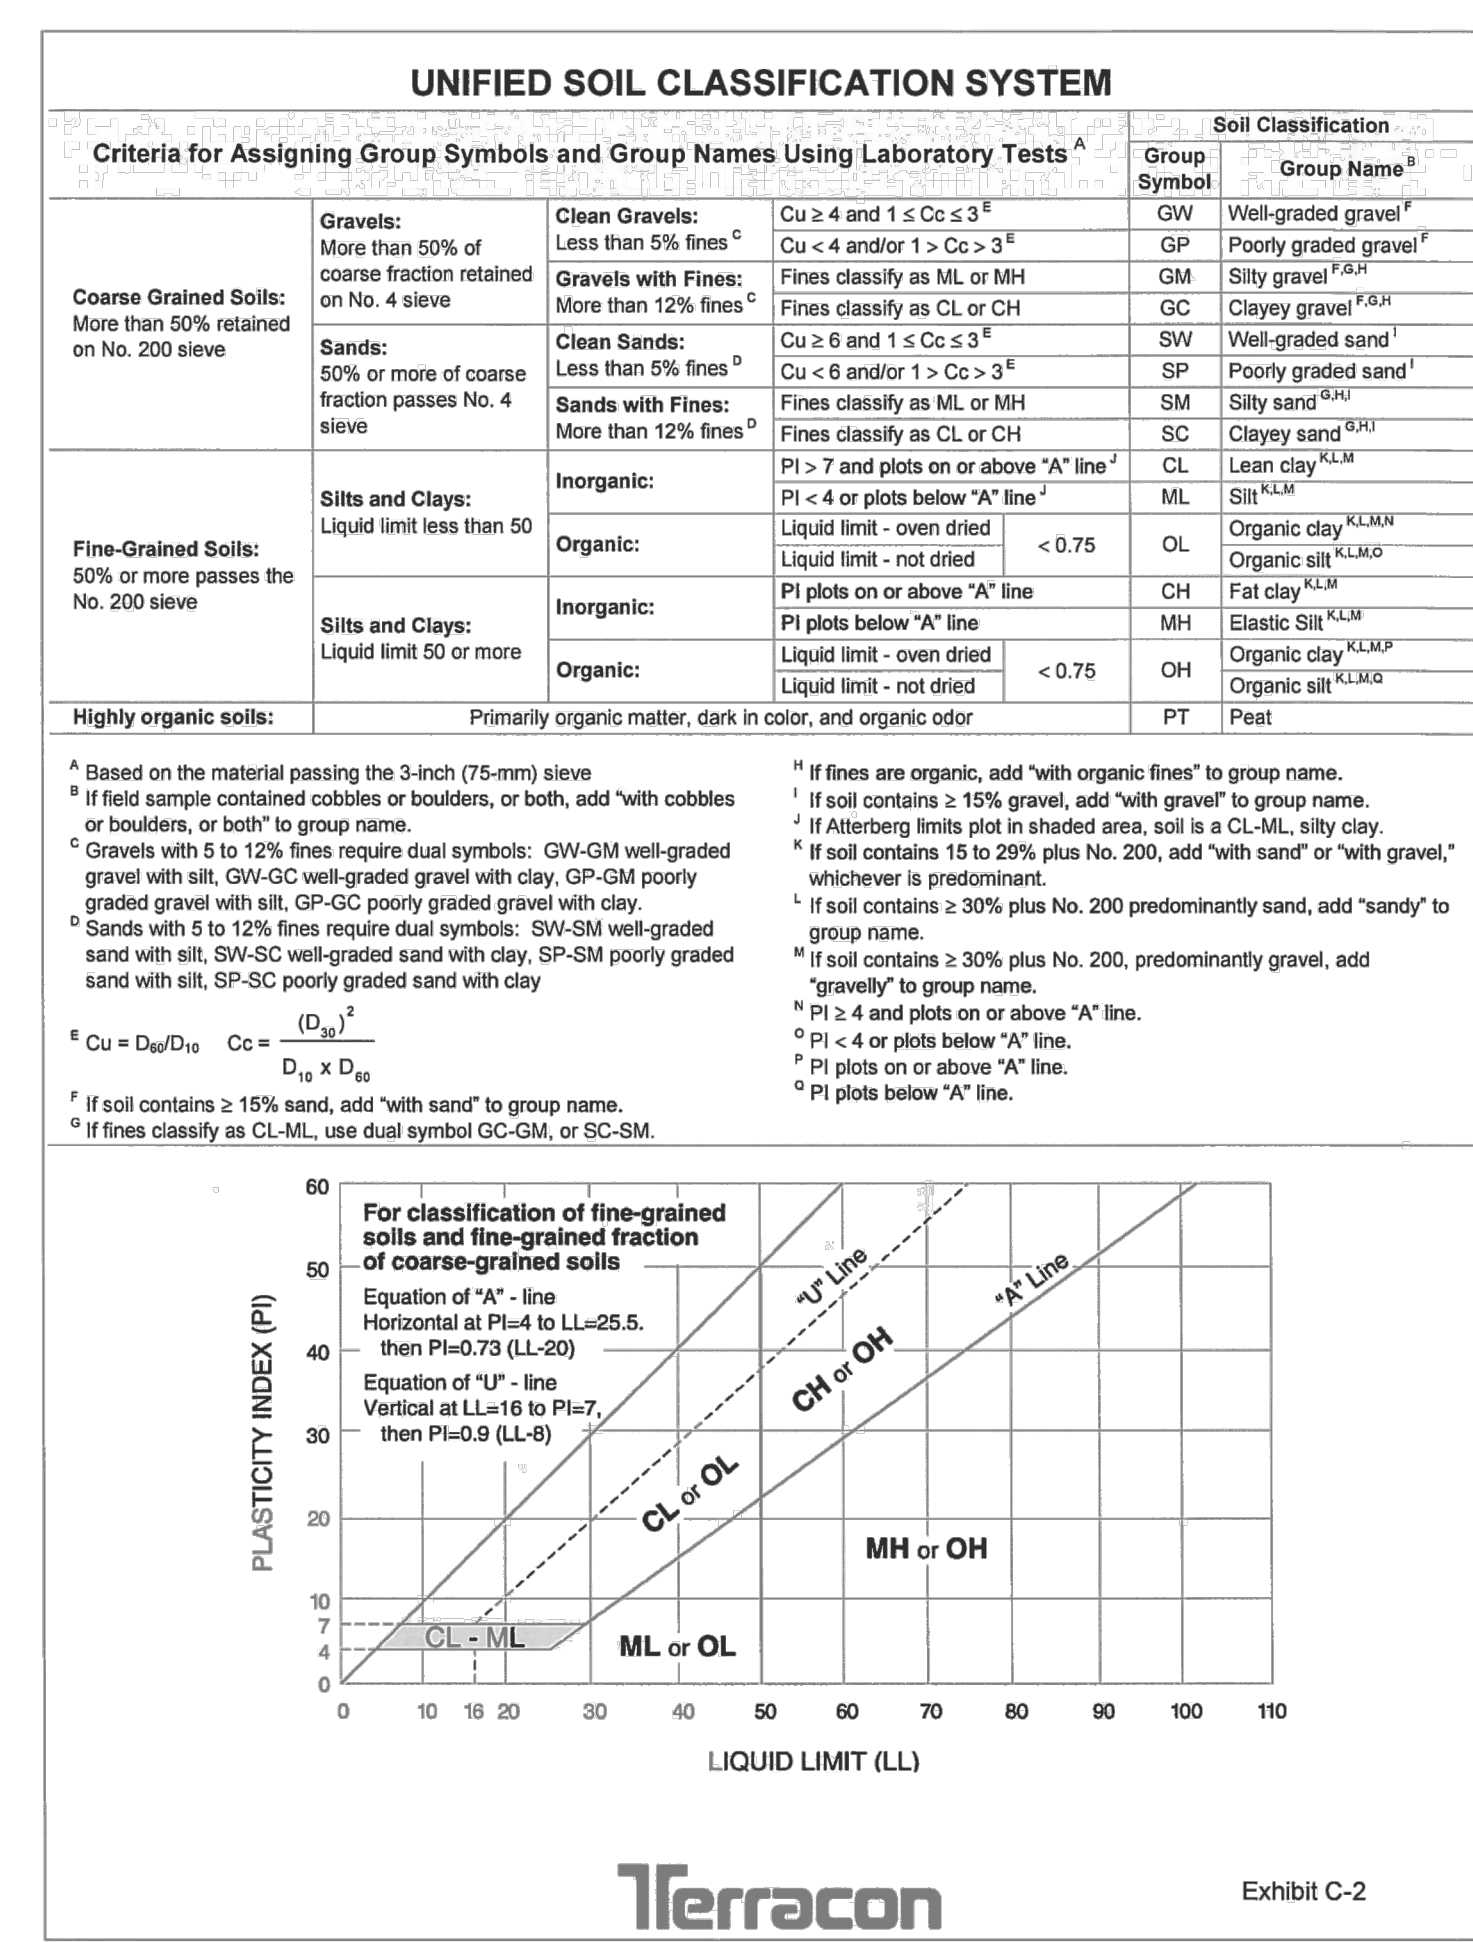 UNIFIED SOIL CLASSIFICATION SYSTEM
Criteria for Assigning Group Symbols and Group Names Using Laboratory Tests A
Soil Classification
Group Symbol
Group Name B
Coarse Grained Soils:
More than 50% retained
on No. 200 sieve
Gravels:
More than 50% of
coarse fraction retained
on No. 4 sieve
Clean Gravels:
Less than 5% fines C
Cu ≥ 4 and 1 ≤ Cc ≤ 3 E
GW
Well-graded gravel F
Cu < 4 and/or 1 > Cc > 3 E
GP
Poorly graded gravel F
Gravels with Fines:
More than 12% fines C
Fines classify as ML or MH
GM
Silty gravel F,G,H
Fines classify as CL or CH
GC
Clayey gravel F,G,H
Sands:
50% or more of coarse
fraction passes No. 4
sieve
Clean Sands:
Less than 5% fines D
Cu ≥ 6 and 1 ≤ Cc ≤ 3 E
SW
Well-graded sand I
Cu < 6 and/or 1 > Cc > 3 E
SP
Poorly graded sand I
Sands with Fines:
More than 12% fines D
Fines classify as ML or MH
SM
Silty sand G,H,I
Fines classify as CL or CH
SC
Clayey sand G,H,I
Fine-Grained Soils:
50% or more passes the
No. 200 sieve
Silts and Clays:
Liquid limit less than 50
Inorganic:
PI > 7 and plots on or above “A” line J
CL
Lean clay K,L,M
PI < 4 or plots below “A” line J
ML
Silt K,L,M
Organic:
Liquid limit - oven dried
Liquid limit - not dried
< 0.75
OL
Organic clay K,L,M,N
Organic silt K,L,M,O
Silts and Clays:
Liquid limit 50 or more
Inorganic:
PI plots on or above “A” line
CH
Fat clay K,L,M
PI plots below “A” line
MH
Elastic Silt K,L,M
Organic:
Liquid limit - oven dried
Liquid limit - not dried
< 0.75
OH
Organic clay K,L,M,P
Organic silt K,L,M,Q
Highly organic soils:
Primarily organic matter, dark in color, and organic odor
PT
Peat
A Based on the material passing the 3-inch (75-mm) sieve
B If field sample contained cobbles or boulders, or both, add “with cobbles
or boulders, or both” to group name.
C Gravels with 5 to 12% fines require dual symbols: GW-GM well-graded
gravel with silt, GW-GC well-graded gravel with clay, GP-GM poorly
graded gravel with silt, GP-GC poorly graded gravel with clay.
D Sands with 5 to 12% fines require dual symbols: SW-SM well-graded
sand with silt, SW-SC well-graded sand with clay, SP-SM poorly graded
sand with silt, SP-SC poorly graded sand with clay
E Cu = D60/D10 Cc = (D30)2
D10 x D60
F If soil contains ≥ 15% sand, add “with sand” to group name.
G If fines classify as CL-ML, use dual symbol GC-GM, or SC-SM.
H If fines are organic, add “with organic fines” to group name.
I If soil contains ≥ 15% gravel, add “with gravel” to group name.
J If Atterberg limits plot in shaded area, soil is a CL-ML, silty clay.
K If soil contains 15 to 29% plus No. 200, add “with sand” or “with gravel,”
whichever is predominant.
L If soil contains ≥ 30% plus No. 200 predominantly sand, add “sandy” to
group name.
M If soil contains ≥ 30% plus No. 200, predominantly gravel, add
“gravelly” to group name.
N PI ≥ 4 and plots on or above “A” line.
O PI < 4 or plots below “A” line.
P PI plots on or above “A” line.
Q PI plots below “A” line.
For classification of fine-grained
soils and fine-grained fraction
of coarse-grained soils
Equation of “A” - line
Horizontal at PI=4 to LL=25.5.
then PI=0.73 (LL-20)
Equation of “U” - line
Vertical at LL=16 to PI=7,
then PI=0.9 (LL-8)
“U” Line
“A” Line
CH or OH
CL or OL
MH or OH
ML or OL
CL - ML
PLASTICITY INDEX (PI)
60
50
40
30
20
10
7
4
0
0 10 16 20 30 40 50 60 70 80 90 100 110
LIQUID LIMIT (LL)
Terracon
Exhibit C-2